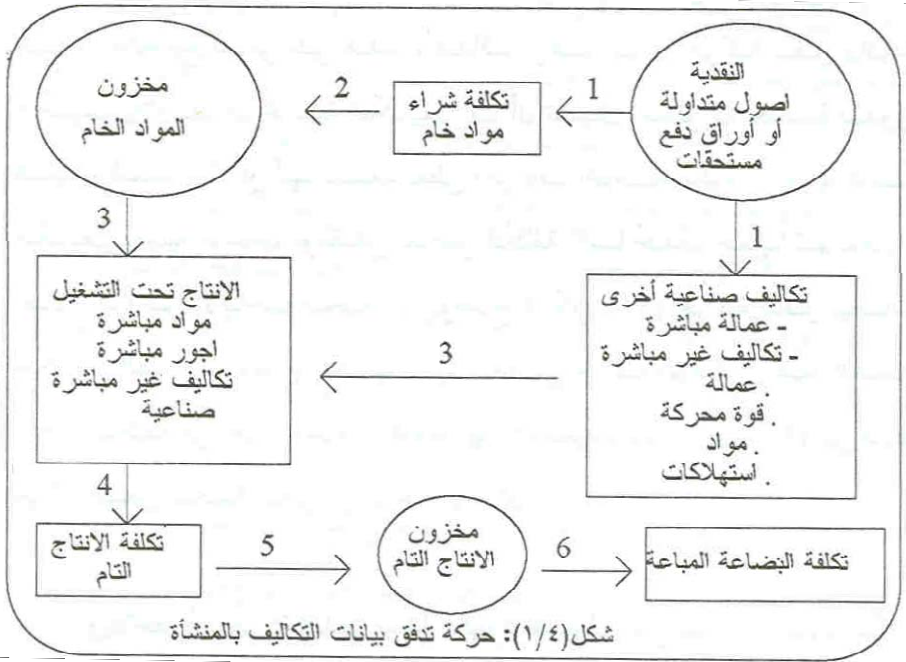 النقدية
اصول متداولة
أو أوراق دفع
مستحقات
1
تكلفة شراء
مواد خام
2
مخزون
المواد الخام
3
1
تكاليف صناعية أخرى
- عمالة مباشرة
- تكاليف غير مباشرة
. عمالة
. قوة محركة
. مواد
. استهلاكات
3
الانتاج تحت التشغيل
مواد مباشرة
اجور مباشرة
تكاليف غير مباشرة
صناعية
4
تكلفة الانتاج
التام
5
مخزون
الانتاج التام
6
تكلفة البضاعة المباعة
شكل(١/٤): حركة تدفق بيانات التكاليف بالمنشأة